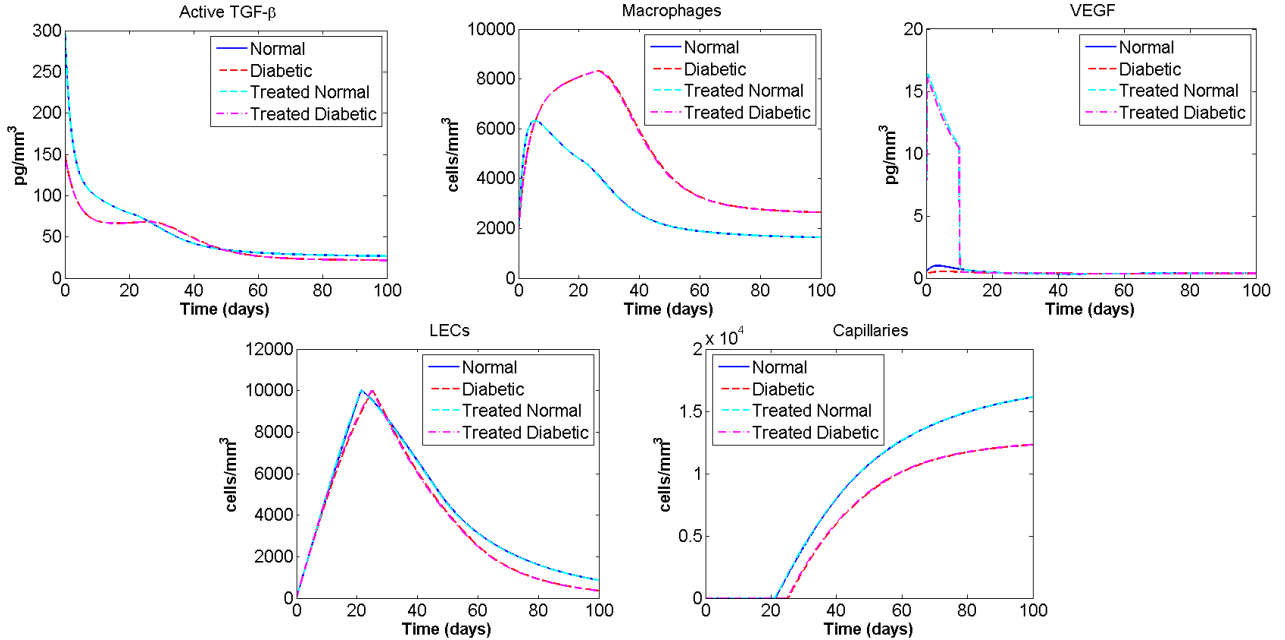 Active TGF-β
300
250
200
150
100
50
0
0 20 40 60 80 100
pg/mm³
Time (days)
Normal
Diabetic
Treated Normal
Treated Diabetic
Macrophages
10000
8000
6000
4000
2000
0
0 20 40 60 80 100
cells/mm³
Time (days)
Normal
Diabetic
Treated Normal
Treated Diabetic
VEGF
20
15
10
5
0
0 20 40 60 80 100
pg/mm³
Time (days)
Normal
Diabetic
Treated Normal
Treated Diabetic
LECs
12000
10000
8000
6000
4000
2000
0
0 20 40 60 80 100
cells/mm³
Time (days)
Normal
Diabetic
Treated Normal
Treated Diabetic
Capillaries
x 10⁴
2
1.5
1
0.5
0
0 20 40 60 80 100
cells/mm³
Time (days)
Normal
Diabetic
Treated Normal
Treated Diabetic